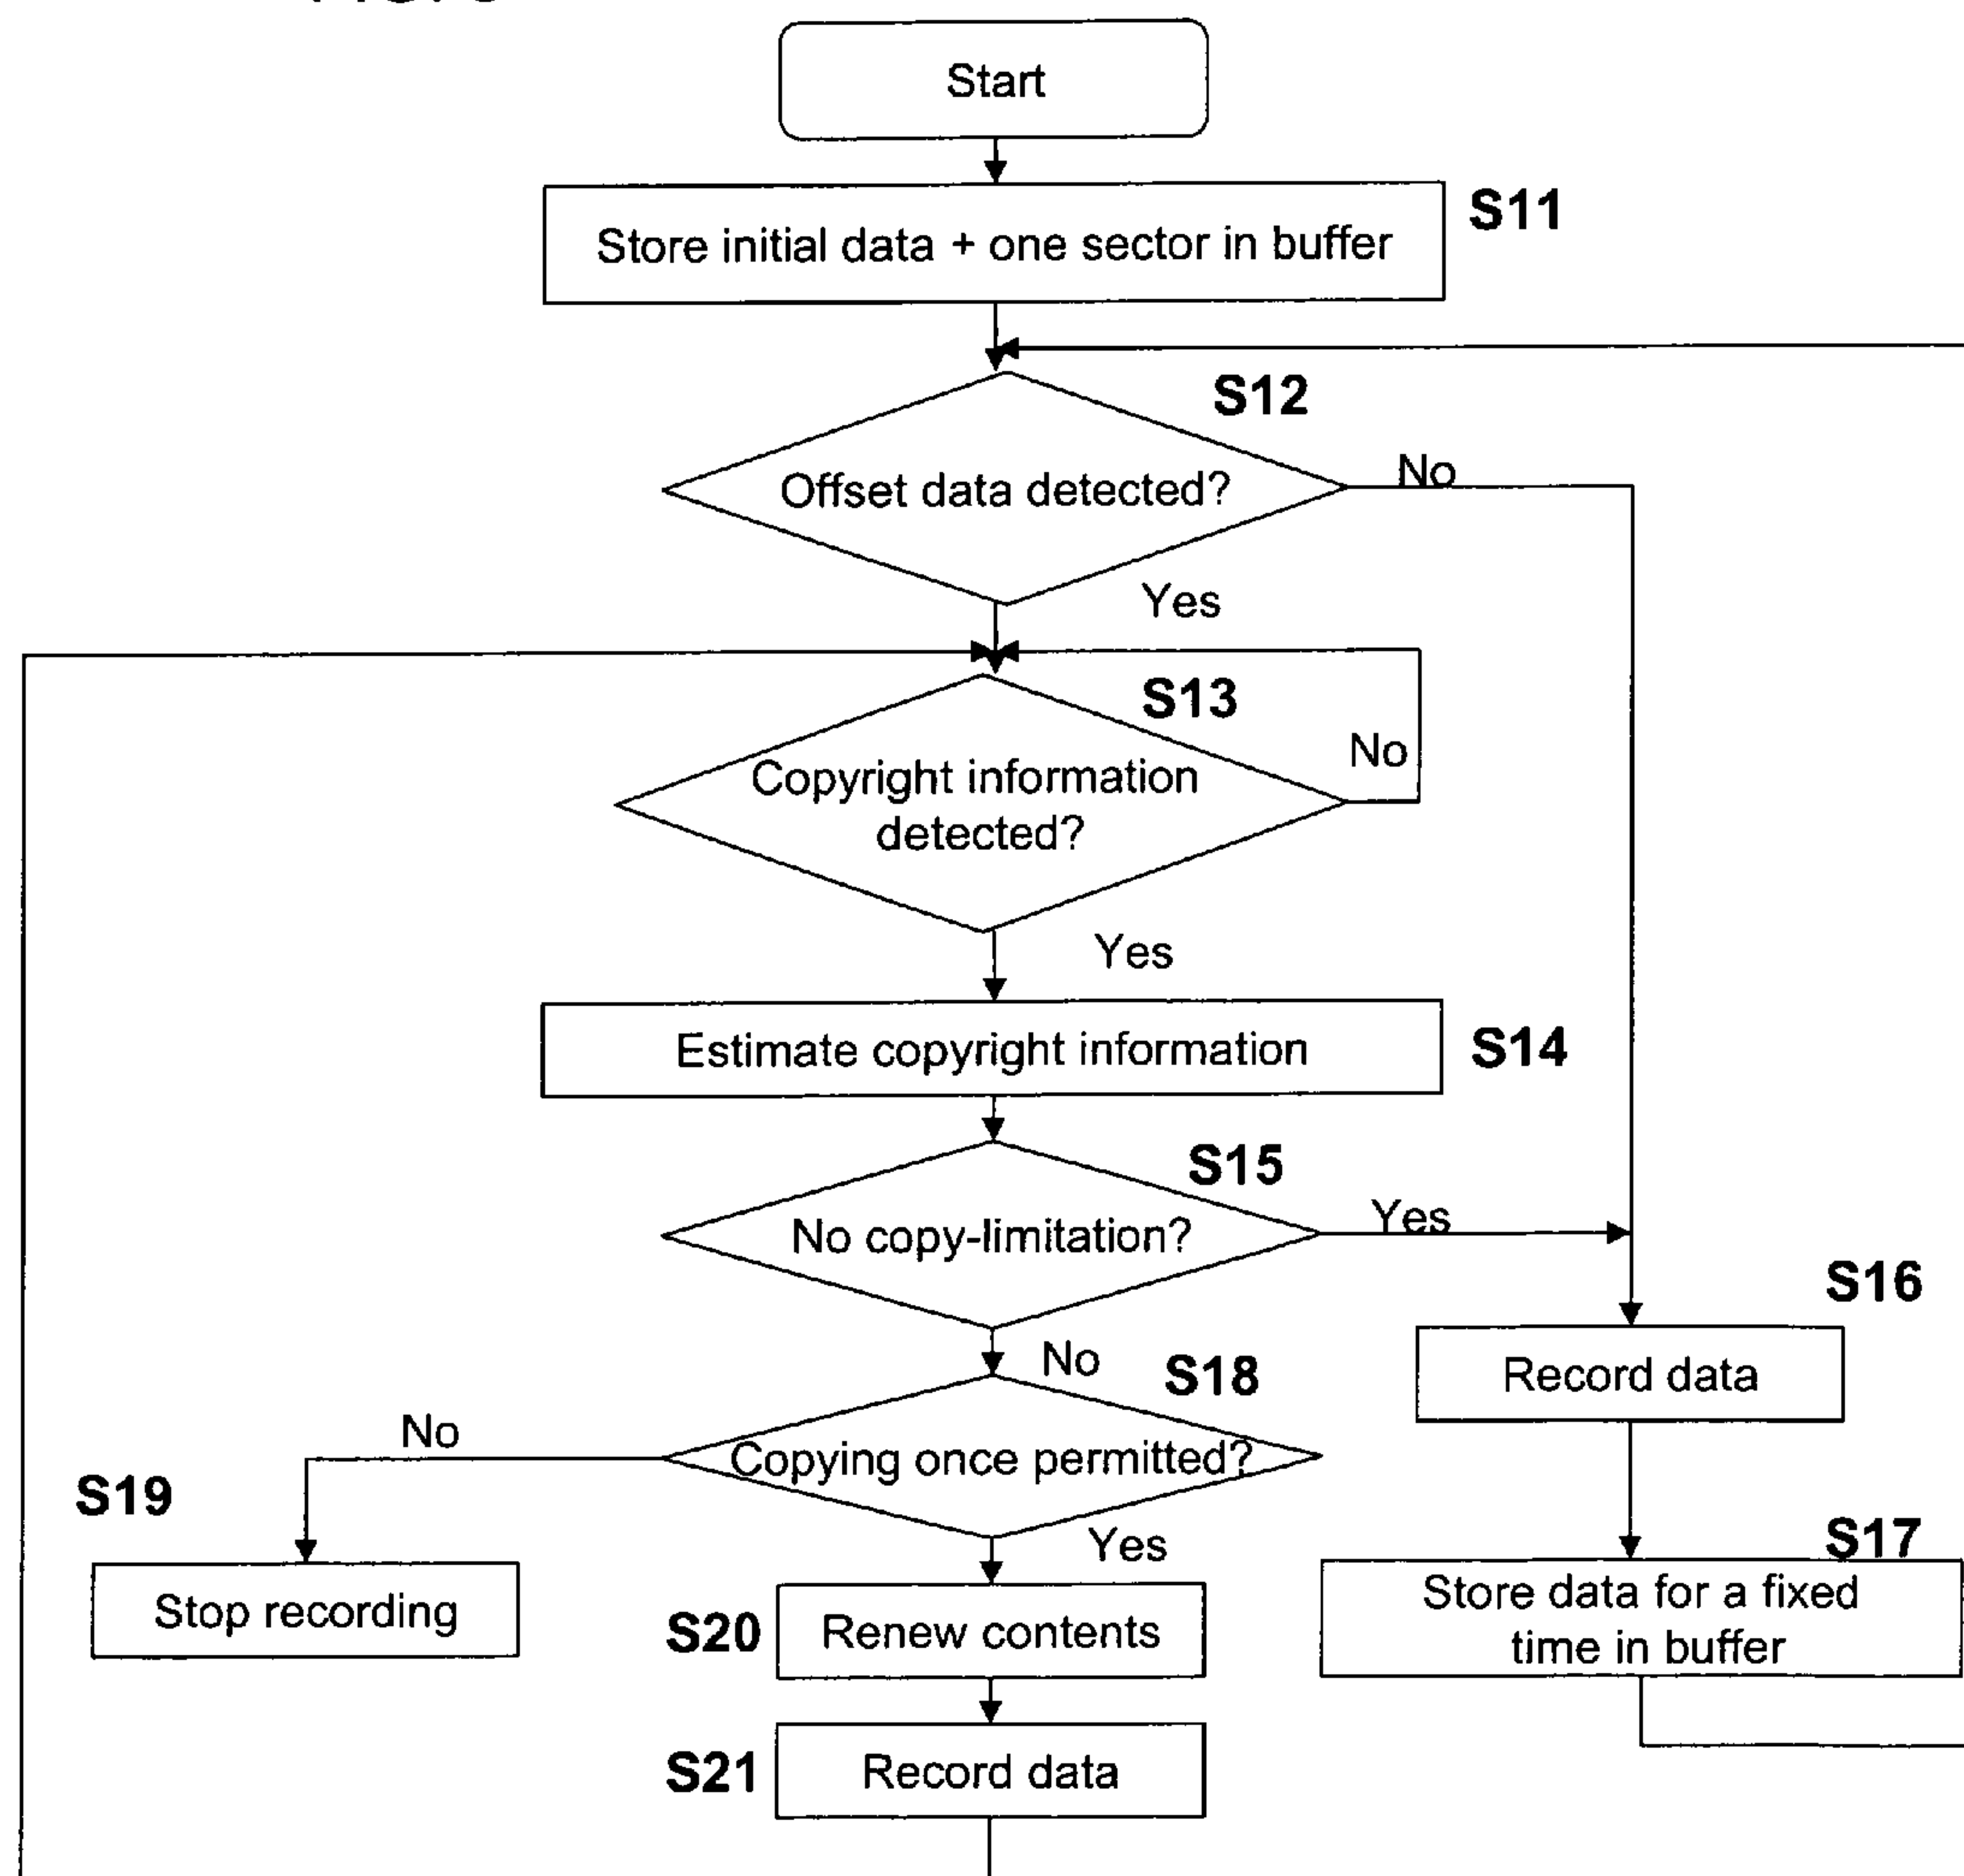 Start
S11
Store initial data + one sector in buffer
S12
Offset data detected?
No
Yes
S13
No
Copyright information
detected?
Yes
Estimate copyright information
S14
S15
No copy-limitation?
Yes
S16
No
S18
Record data
No
Copying once permitted?
S19
Yes
S17
Stop recording
S20
Renew contents
Store data for a fixed
time in buffer
S21
Record data